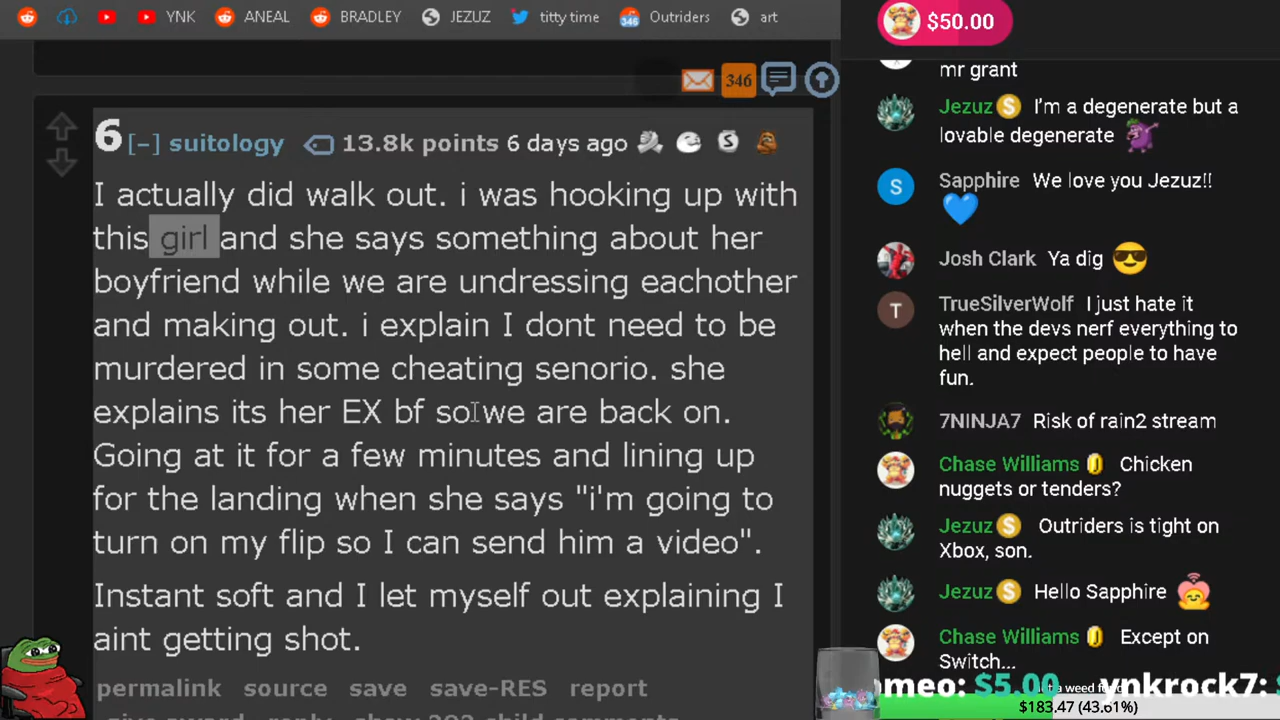 YNK ANEAL BRADLEY JEZUZ titty time 346 Outriders art
346
6 [-] suitology 13.8k points 6 days ago
I actually did walk out. i was hooking up with
this girl and she says something about her
boyfriend while we are undressing eachother
and making out. i explain I dont need to be
murdered in some cheating senorio. she
explains its her EX bf so we are back on.
Going at it for a few minutes and lining up
for the landing when she says "i'm going to
turn on my flip so I can send him a video".
Instant soft and I let myself out explaining I
aint getting shot.
permalink source save save-RES report
$50.00
mr grant
Jezuz S I'm a degenerate but a
lovable degenerate
S Sapphire We love you Jezuz!!
Josh Clark Ya dig
T TrueSilverWolf I just hate it
when the devs nerf everything to
hell and expect people to have
fun.
7NINJA7 Risk of rain2 stream
Chase Williams Chicken
nuggets or tenders?
Jezuz S Outriders is tight on
Xbox, son.
Jezuz S Hello Sapphire
Chase Williams Except on
Switch...
omeo: $5.00 ynkrock7:
$183.47 (43.61%)